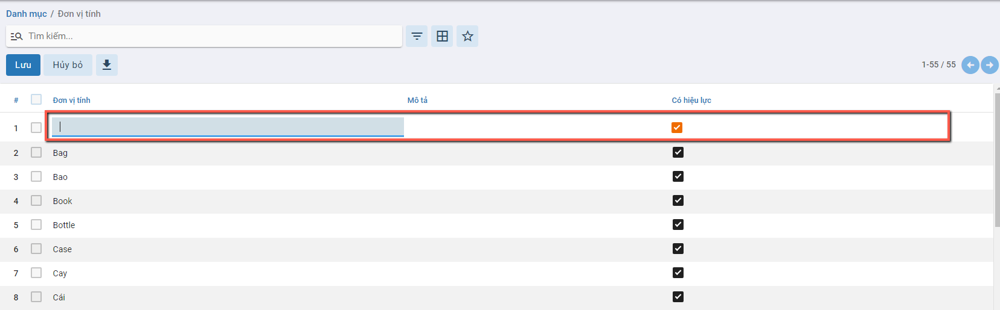 Danh mục / Đơn vị tính
Tìm kiếm...
Lưu Hủy bỏ 1-55 / 55
# Đơn vị tính Mô tả Có hiệu lực
1
2 Bag
3 Bao
4 Book
5 Bottle
6 Case
7 Cay
8 Cái